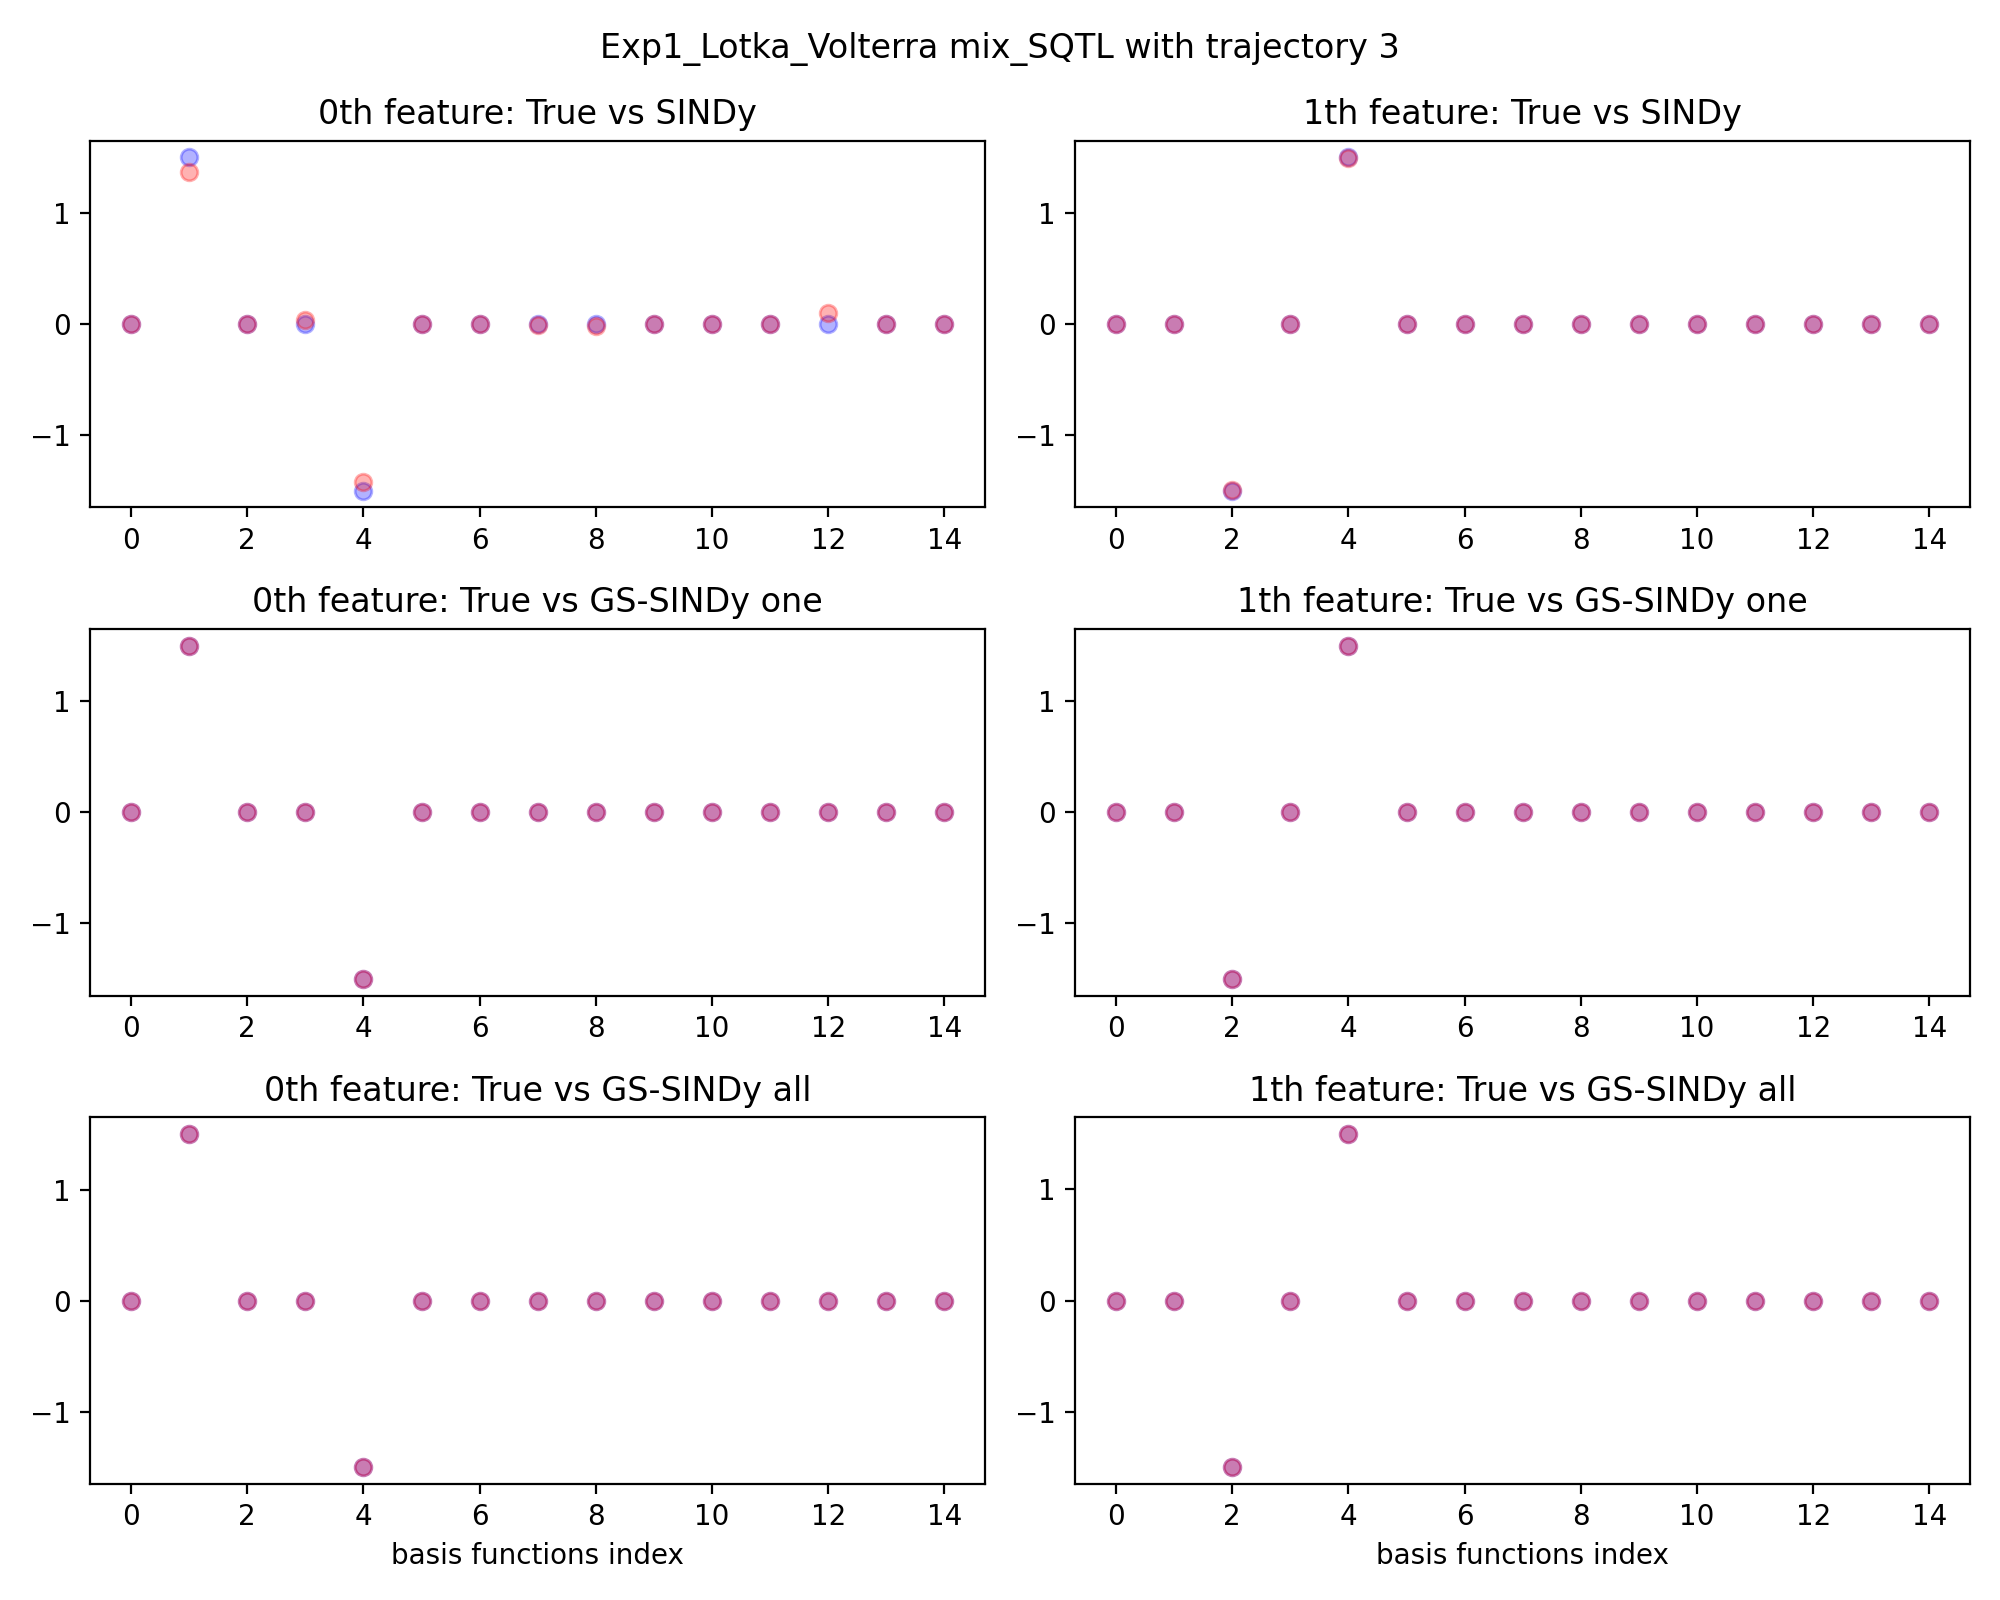 Exp1_Lotka_Volterra mix_SQTL with trajectory 3
0th feature: True vs SINDy
1
0
−1
0 2 4 6 8 10 12 14
1th feature: True vs SINDy
1
0
−1
0 2 4 6 8 10 12 14
0th feature: True vs GS-SINDy one
1
0
−1
0 2 4 6 8 10 12 14
1th feature: True vs GS-SINDy one
1
0
−1
0 2 4 6 8 10 12 14
0th feature: True vs GS-SINDy all
1
0
−1
0 2 4 6 8 10 12 14
basis functions index
1th feature: True vs GS-SINDy all
1
0
−1
0 2 4 6 8 10 12 14
basis functions index